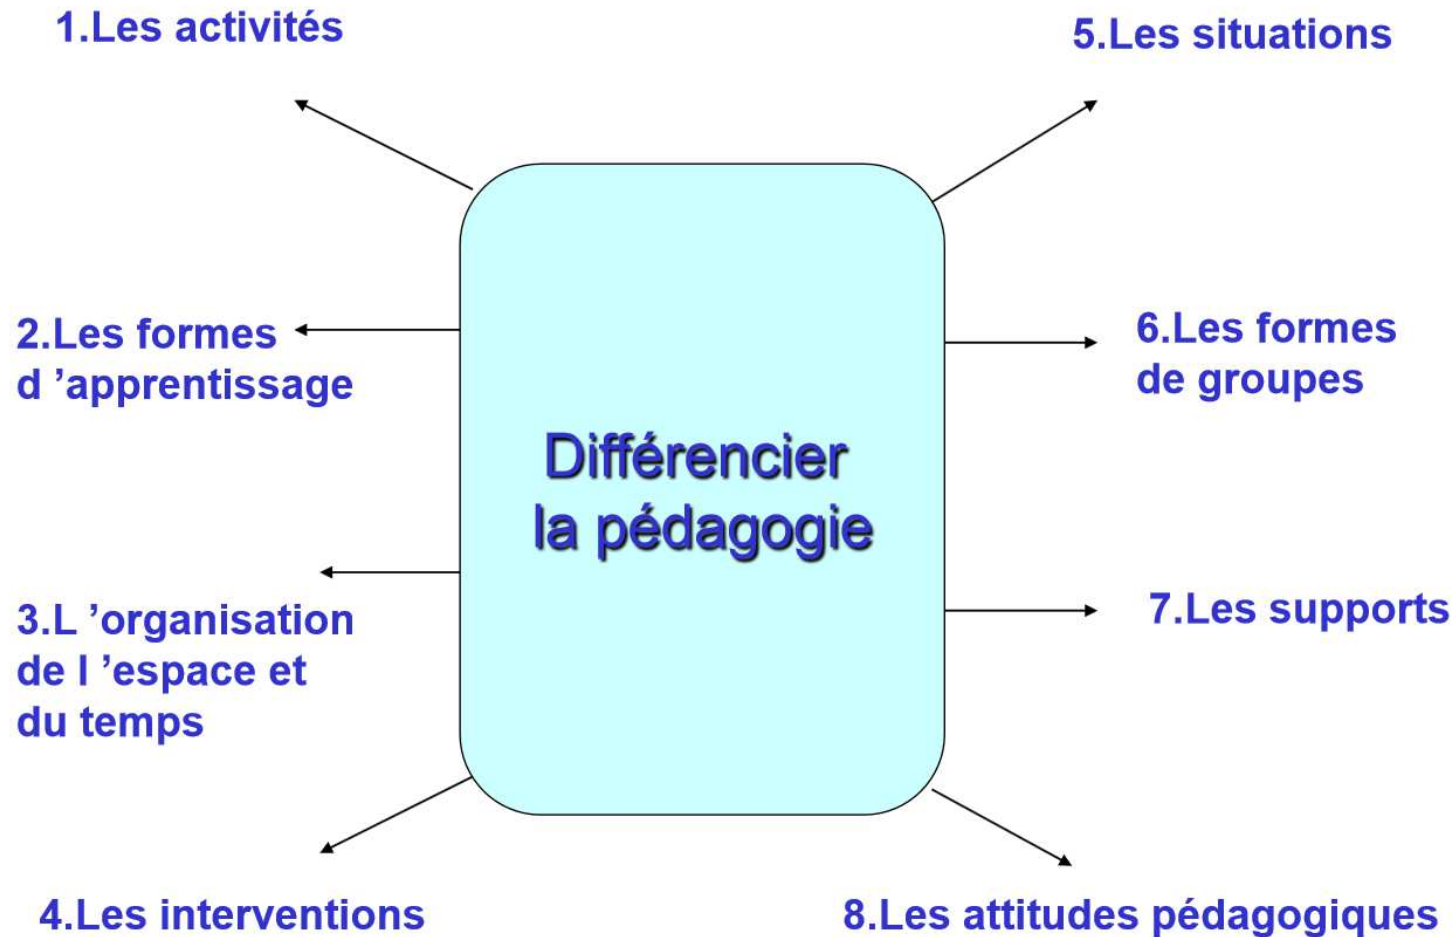 1.Les activités
2.Les formes
d ’apprentissage
3.L ’organisation
de l ’espace et
du temps
4.Les interventions
Différencier
la pédagogie
5.Les situations
6.Les formes
de groupes
7.Les supports
8.Les attitudes pédagogiques